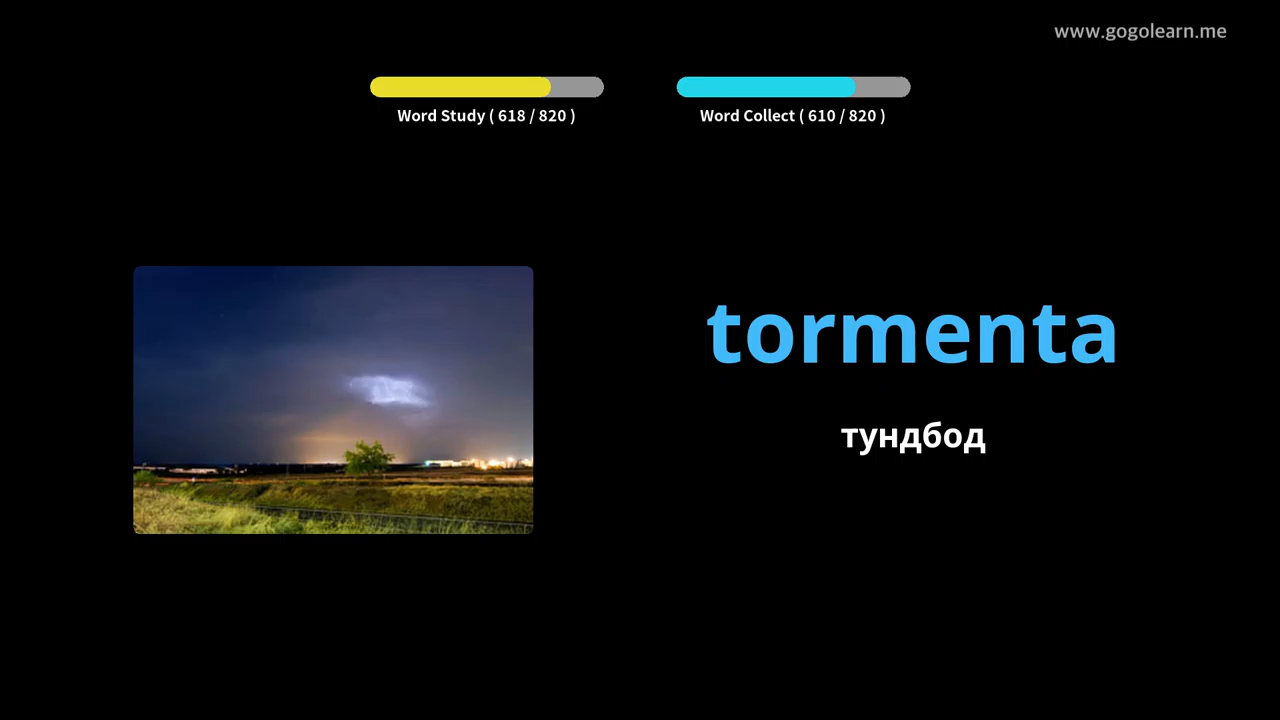 www.gogolearn.me
Word Study ( 618 / 820 )
Word Collect ( 610 / 820 )
tormenta
тундбод